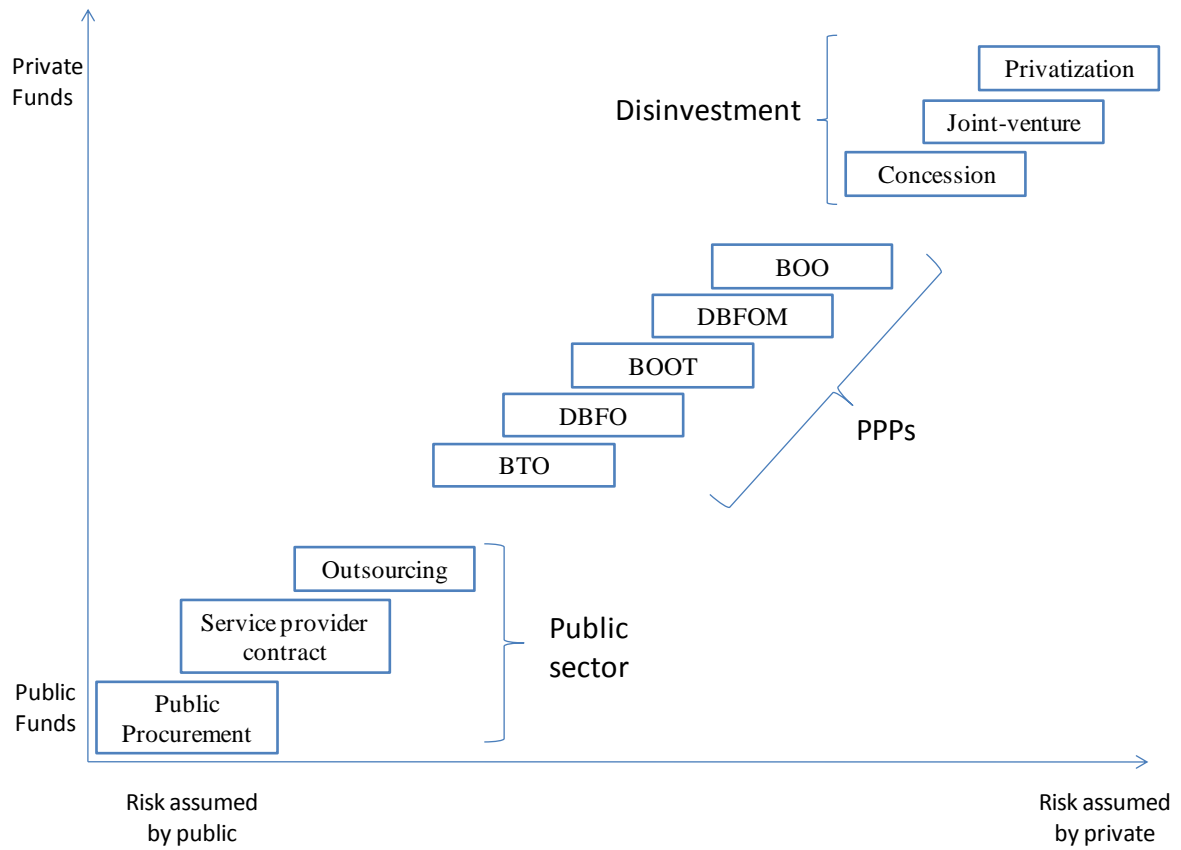 Private
Funds
Privatization
Joint-venture
Disinvestment
Concession
BOO
DBFOM
BOOT
DBFO
PPPs
BTO
Outsourcing
Service provider
contract
Public
sector
Public
Funds
Public
Procurement
Risk assumed
by public
Risk assumed
by private